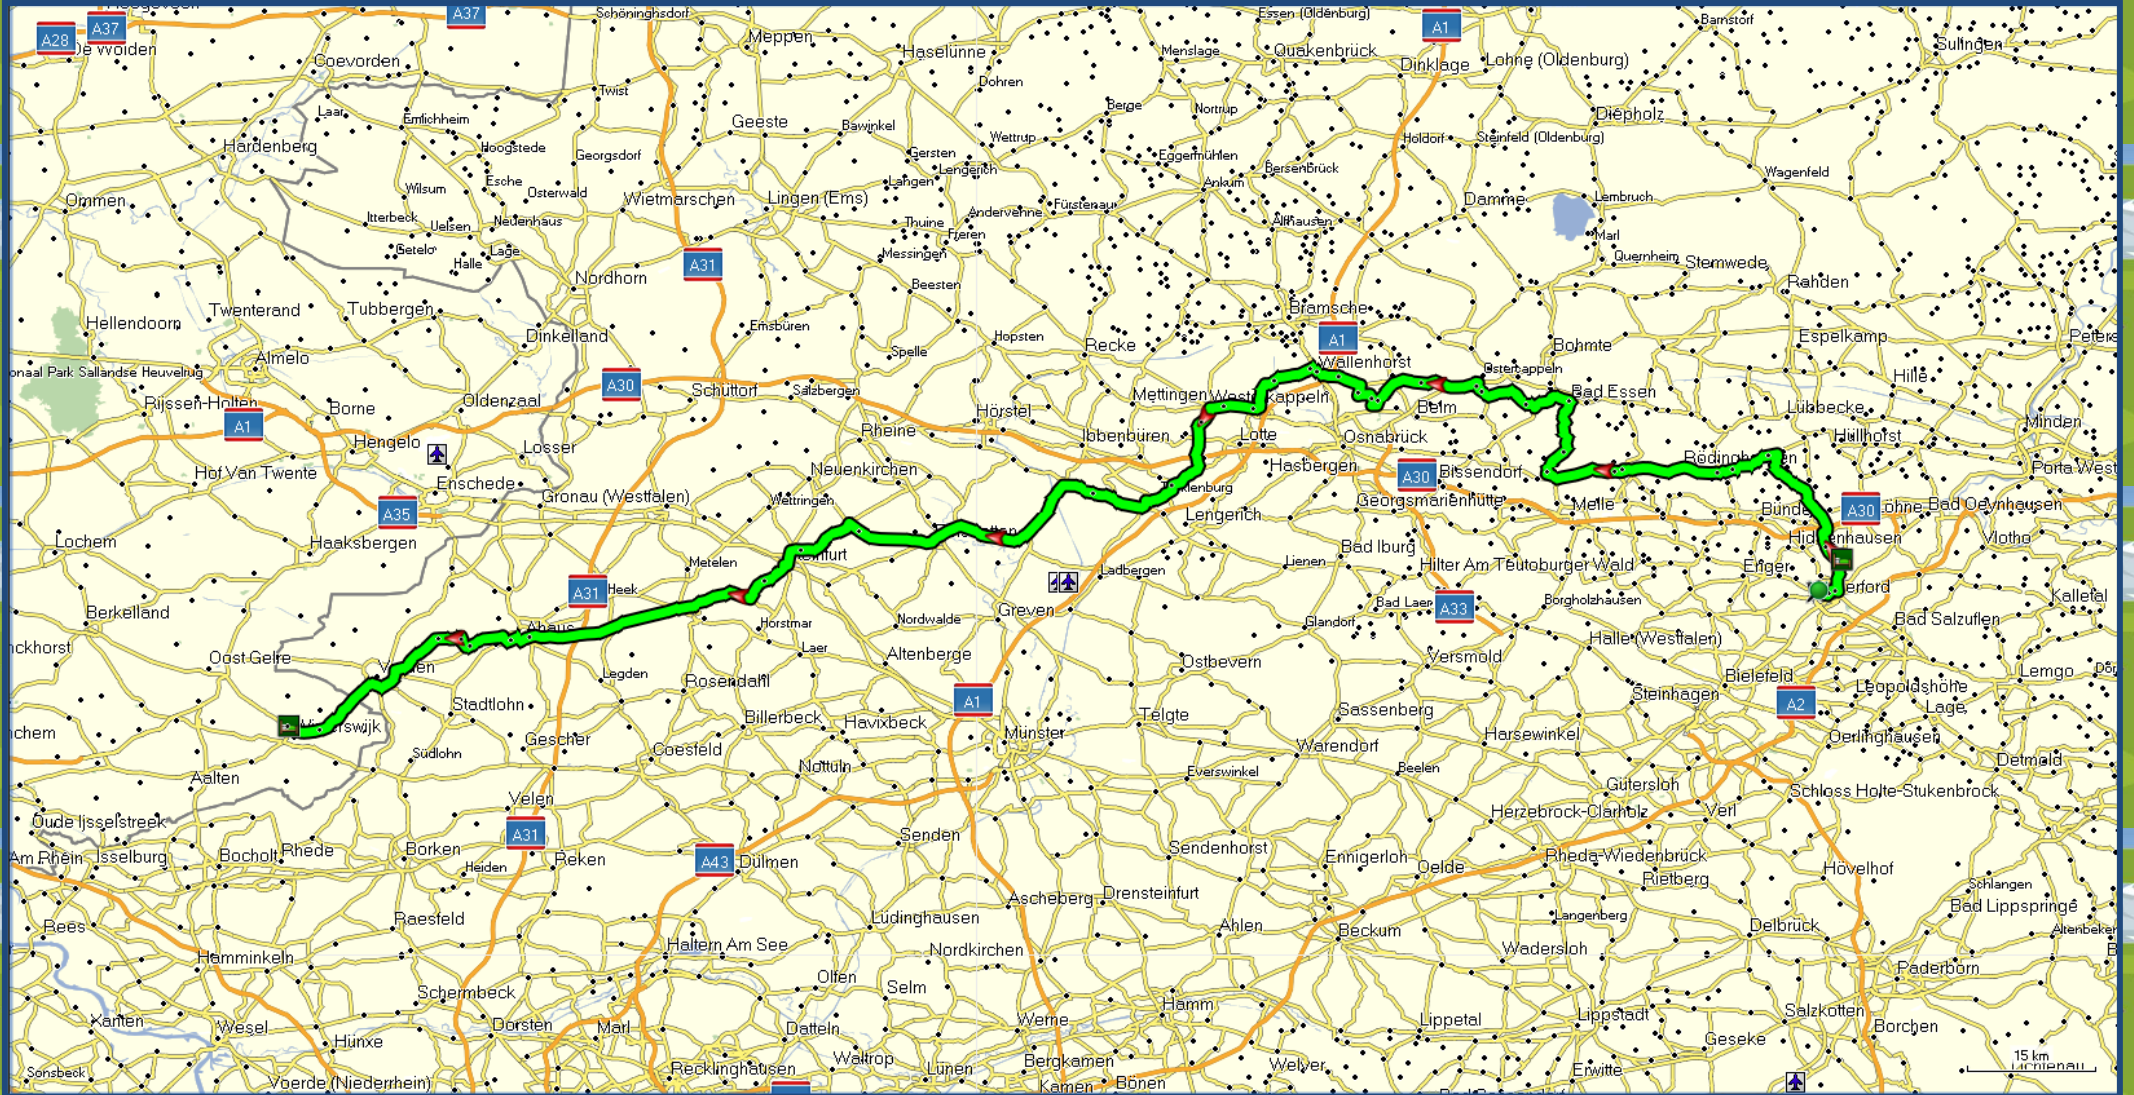 A28
A37
De Wolden
A37
Schöninghsdorf
Meppen
Haselünne
Essen (Oldenburg)
Menslage
Quakenbrück
A1
Dinklage
Lohne (Oldenburg)
Barnstorf
Sulingen
Coevorden
Twist
Dohren
Laar
Emlichheim
Geeste
Bawinkel
Berge
Nortrup
Diepholz
Hardenberg
Hoogstede
Georgsdorf
Wettrup
Gersten
Eggermühlen
Holdorf
Steinfeld (Oldenburg)
Langen
Lengerich
Bersenbrück
Wagenfeld
Wilsum
Esche
Osterwald
Ankum
Ommen
Wietmarschen
Lingen (Ems)
Fürstenau
Damme
Lembruch
Itterbeck
Uelsen
Neuenhaus
Thuine
Andervenne
Alfhausen
Freren
Marl
Getelo
Lage
Halle
Messingen
Quernheim
Stemwede
A31
Nordhorn
Beesten
Rahden
Hellendoorn
Twenterand
Tubbergen
Bramsche
Emsbüren
Dinkelland
Hopsten
Recke
A1
Espelkamp
Peters
Almelo
Spelle
Wallenhorst
Bohmte
onaal Park Sallandse Heuvelrug
Ostercappeln
Hille
A30
Schüttorf
Salzbergen
Mettingen
Bad Essen
Rijssen-Holten
Borne
Oldenzaal
Hörstel
Belm
Lübbecke
A1
Rheine
Ibbenbüren
Lotte
Osnabrück
Minden
Hengelo
Losser
Hüllhorst
Hof Van Twente
Neuenkirchen
Hasbergen
A30
Bissendorf
Porta West
Enschede
Gronau (Westfalen)
Wettringen
Georgsmarienhütte
Melle
A35
Lengerich
A30
Bad Oeynhausen
Lochem
Haaksbergen
Bad Iburg
Vlotho
Metelen
Ladbergen
Lienen
Hilter Am Teutoburger Wald
Enger
A31
Heek
Berkelland
Greven
Bad Laer
A33
Borgholzhausen
Kalletal
Nordwalde
Horstmar
Glandorf
Bad Salzuflen
Ahaus
Halle (Westfalen)
Oost Gelre
Laer
Altenberge
Ostbevern
Versmold
Legden
Rosendahl
Bielefeld
Lemgo
Steinhagen
Leopoldshöhe
Stadtlohn
A1
A2
Billerbeck
Havixbeck
Telgte
Sassenberg
Lage
Gescher
Münster
Harsewinkel
Oerlinghausen
Südlohn
Coesfeld
Warendorf
Detmold
Aalten
Nottuln
Everswinkel
Beelen
Gütersloh
Schloss Holte-Stukenbrock
Velen
Herzebrock-Clarholz
Verl
Oude Ijsselstreek
A31
Senden
Am Rhein
Isselburg
Bocholt
Rhede
Borken
Heiden
Reken
A43
Dülmen
Sendenhorst
Ennigerloh
Oelde
Rheda-Wiedenbrück
Rietberg
Hövelhof
Schlangen
Ascheberg
Drensteinfurt
Rees
Raesfeld
Lüdinghausen
Bad Lippspringe
Ahlen
Beckum
Langenberg
Delbrück
Haltern Am See
Nordkirchen
Wadersloh
Hamminkeln
Paderborn
Olfen
Selm
Schermbeck
Hamm
Xanten
Wesel
Dorsten
Marl
Datteln
Werne
Lippetal
Lippstadt
Salzkotten
Borchen
Hünxe
Geseke
Waltrop
Bergkamen
Welver
15 km
Sonsbeck
Recklinghausen
Lünen
Erwitte
Voerde (Niederrhein)
Kamen
Bönen